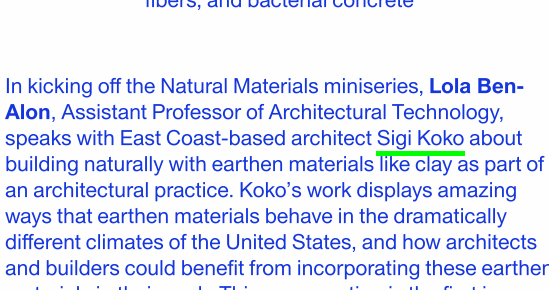 fibers, and bacterial concrete
In kicking off the Natural Materials miniseries, Lola Ben-
Alon, Assistant Professor of Architectural Technology,
speaks with East Coast-based architect Sigi Koko about
building naturally with earthen materials like clay as part of
an architectural practice. Koko’s work displays amazing
ways that earthen materials behave in the dramatically
different climates of the United States, and how architects
and builders could benefit from incorporating these earthen